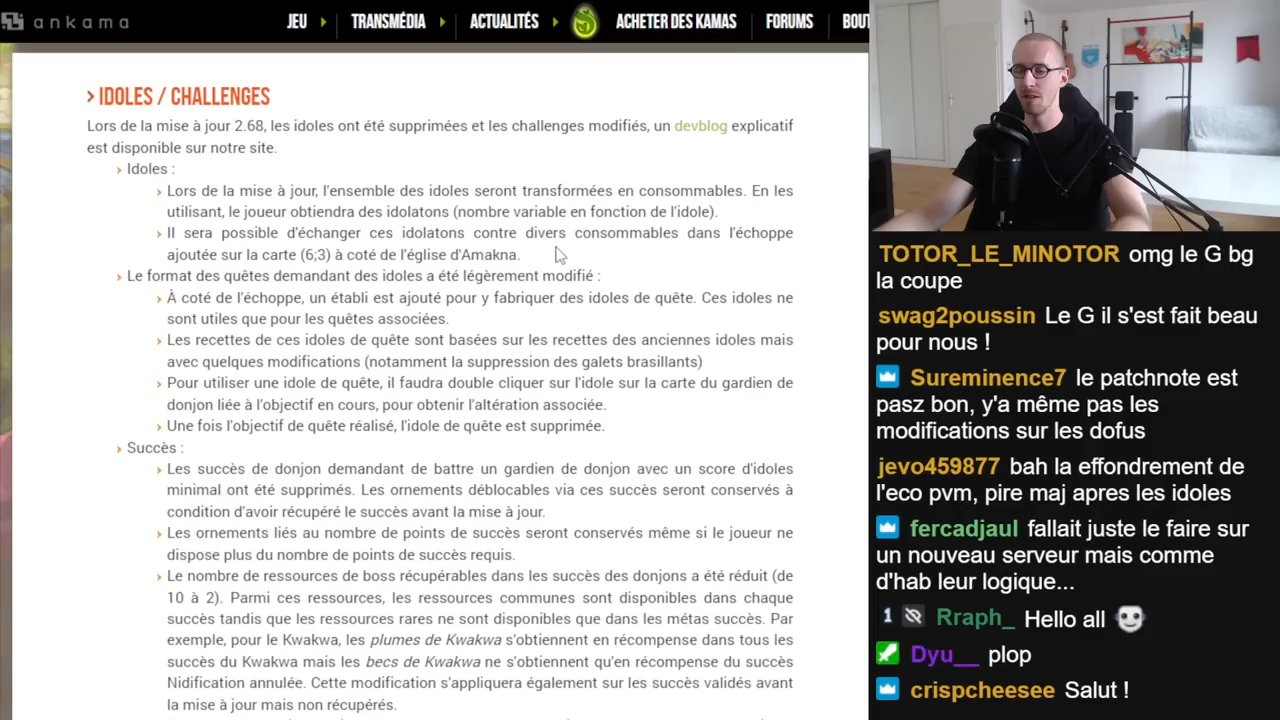 ankama
JEU
TRANSMÉDIA
ACTUALITÉS
ACHETER DES KAMAS
FORUMS
BOUT
IDOLES / CHALLENGES
Lors de la mise à jour 2.68, les idoles ont été supprimées et les challenges modifiés, un devblog explicatif
est disponible sur notre site.
Idoles :
Lors de la mise à jour, l'ensemble des idoles seront transformées en consommables. En les
utilisant, le joueur obtiendra des idolatons (nombre variable en fonction de l'idole).
Il sera possible d'échanger ces idolatons contre divers consommables dans l'échoppe
ajoutée sur la carte (6;3) à coté de l'église d'Amakna.
Le format des quêtes demandant des idoles a été légèrement modifié :
À coté de l'échoppe, un établi est ajouté pour y fabriquer des idoles de quête. Ces idoles ne
sont utiles que pour les quêtes associées.
Les recettes de ces idoles de quête sont basées sur les recettes des anciennes idoles mais
avec quelques modifications (notamment la suppression des galets brasillants)
Pour utiliser une idole de quête, il faudra double cliquer sur l'idole sur la carte du gardien de
donjon liée à l'objectif en cours, pour obtenir l'altération associée.
Une fois l'objectif de quête réalisé, l'idole de quête est supprimée.
Succès :
Les succès de donjon demandant de battre un gardien de donjon avec un score d'idoles
minimal ont été supprimés. Les ornements déblocables via ces succès seront conservés à
condition d'avoir récupéré le succès avant la mise à jour.
Les ornements liés au nombre de points de succès seront conservés même si le joueur ne
dispose plus du nombre de points de succès requis.
Le nombre de ressources de boss récupérables dans les succès des donjons a été réduit (de
10 à 2). Parmi ces ressources, les ressources communes sont disponibles dans chaque
succès tandis que les ressources rares ne sont disponibles que dans les métas succès. Par
exemple, pour le Kwakwa, les plumes de Kwakwa s'obtiennent en récompense dans tous les
succès du Kwakwa mais les becs de Kwakwa ne s'obtiennent qu'en récompense du succès
Nidification annulée. Cette modification s'appliquera également sur les succès validés avant
la mise à jour mais non récupérés.
TOTOR_LE_MINOTOR omg le G bg
la coupe
swag2poussin Le G il s'est fait beau
pour nous !
Sureminence7 le patchnote est
pasz bon, y'a même pas les
modifications sur les dofus
jevo459877 bah la effondrement de
l'eco pvm, pire maj apres les idoles
fercadjaul fallait juste le faire sur
un nouveau serveur mais comme
d'hab leur logique...
1 Rraph_ Hello all
Dyu__ plop
crispcheesee Salut !